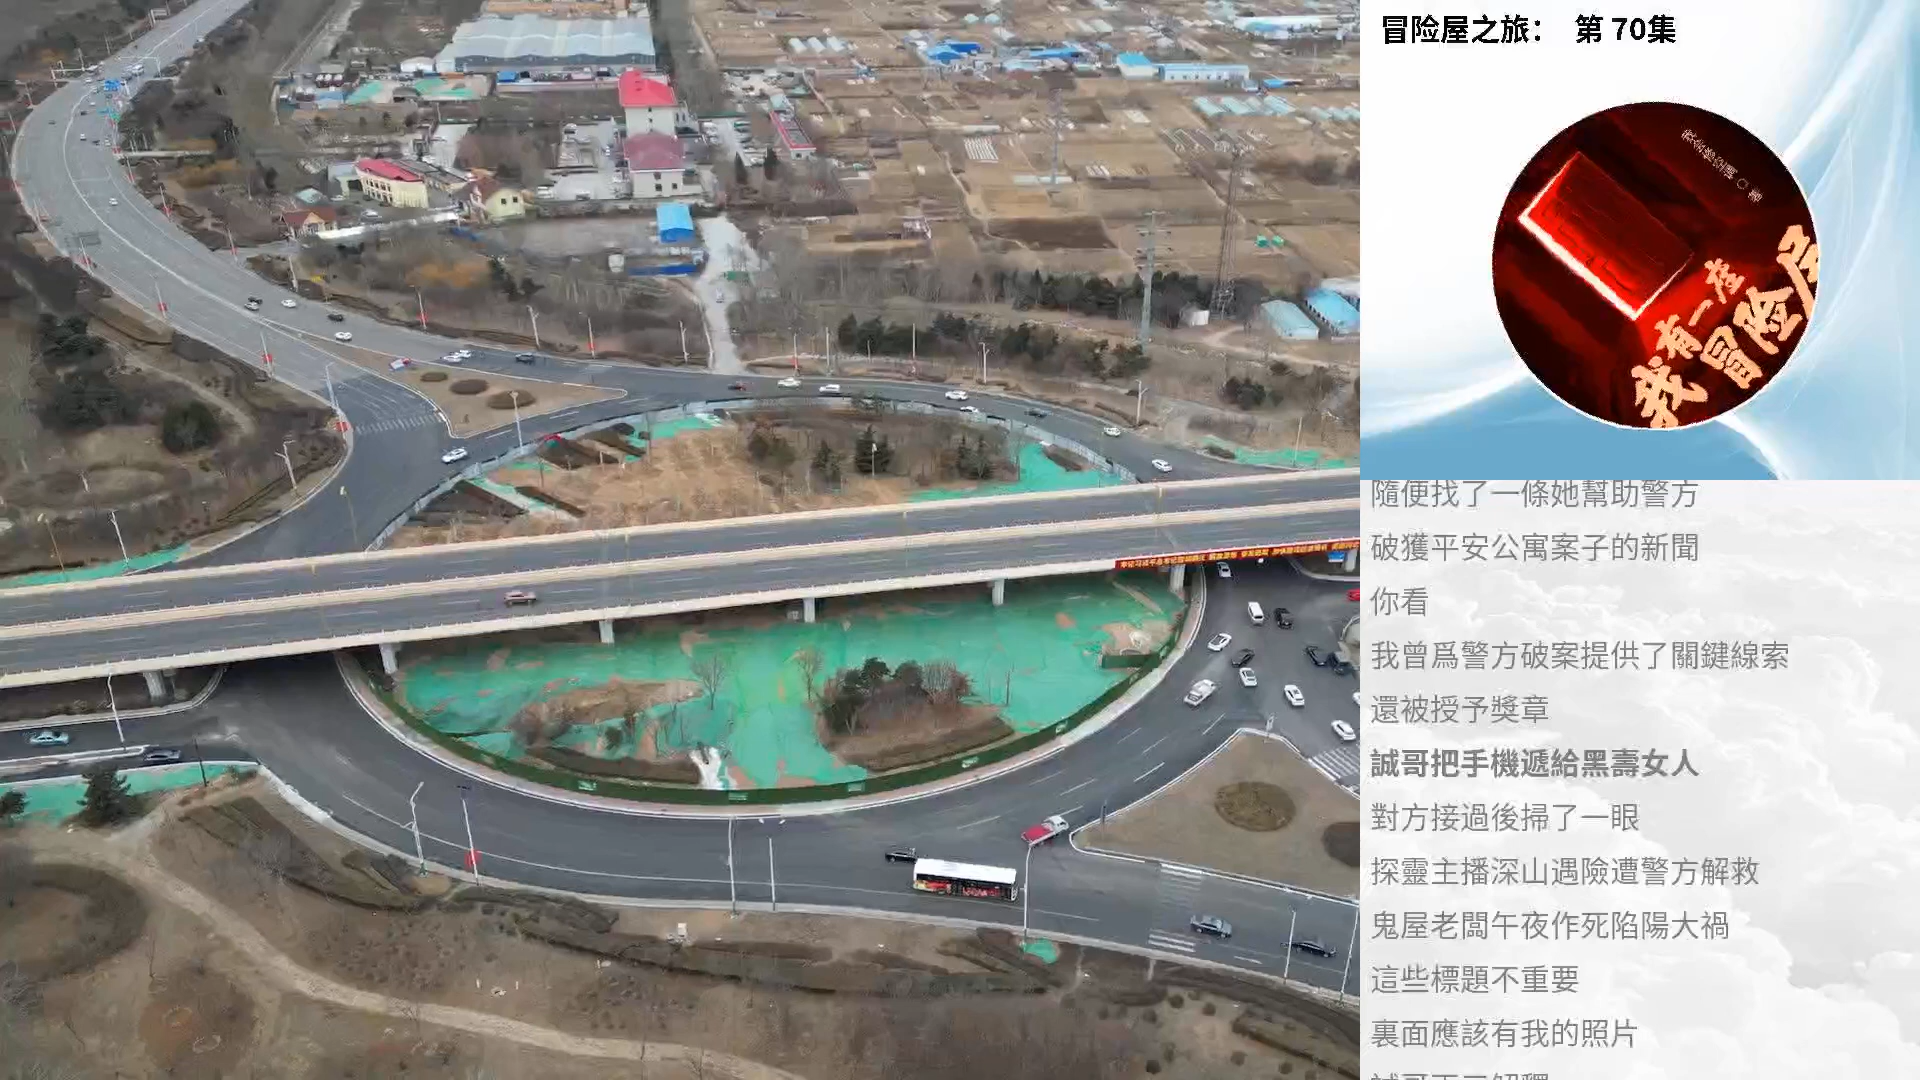 冒险屋之旅： 第 70集
我有一座
冒险屋
隨便找了一條她幫助警方
破獲平安公寓案子的新聞
你看
我曾爲警方破案提供了關鍵線索
還被授予獎章
誠哥把手機遞給黑壽女人
對方接過後掃了一眼
探靈主播深山遇險遭警方解救
鬼屋老闆午夜作死陷陽大禍
這些標題不重要
裏面應該有我的照片